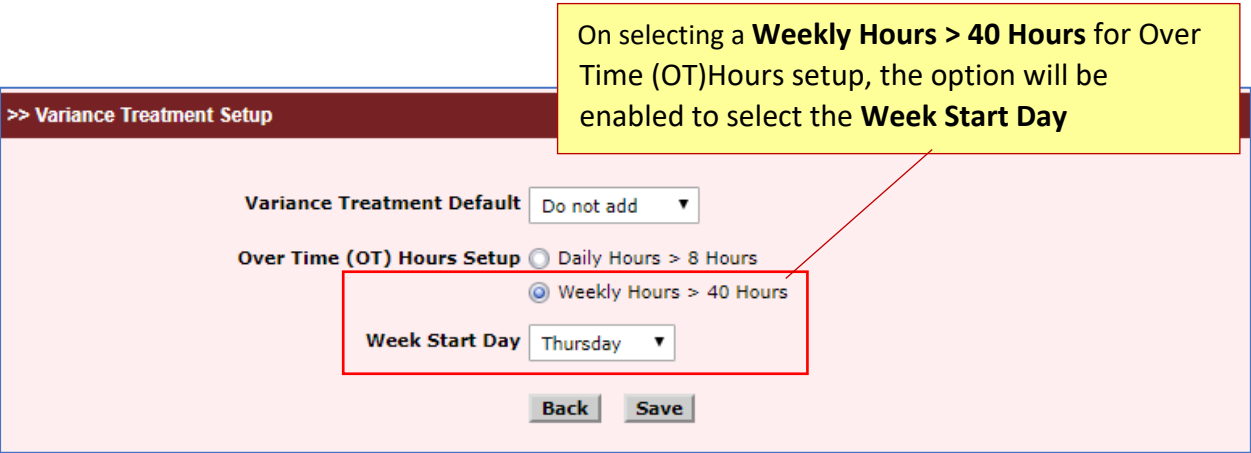 On selecting a Weekly Hours > 40 Hours for Over
Time (OT)Hours setup, the option will be
enabled to select the Week Start Day
>> Variance Treatment Setup
Variance Treatment Default Do not add
Over Time (OT) Hours Setup Daily Hours > 8 Hours
Weekly Hours > 40 Hours
Week Start Day Thursday
Back Save